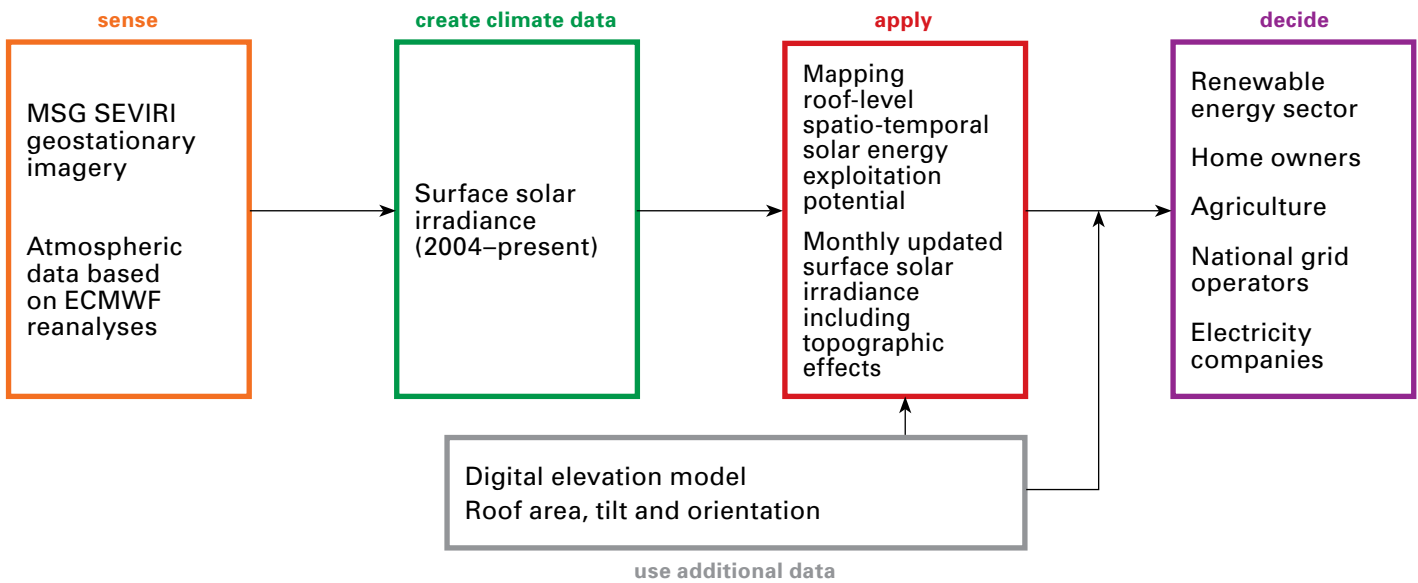 sense
MSG SEVIRI
geostationary
imagery
Atmospheric
data based
on ECMWF
reanalyses
create climate data
Surface solar
irradiance
(2004–present)
apply
Mapping
roof-level
spatio-temporal
solar energy
exploitation
potential
Monthly updated
surface solar
irradiance
including
topographic
effects
decide
Renewable
energy sector
Home owners
Agriculture
National grid
operators
Electricity
companies
Digital elevation model
Roof area, tilt and orientation
use additional data